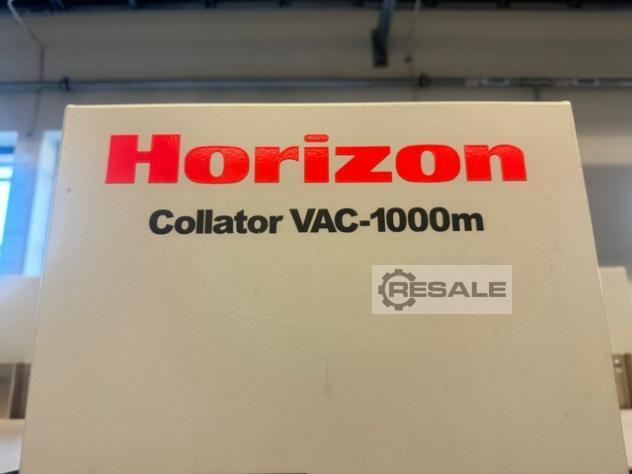 Horizon
Collator VAC-1000m
RESALE